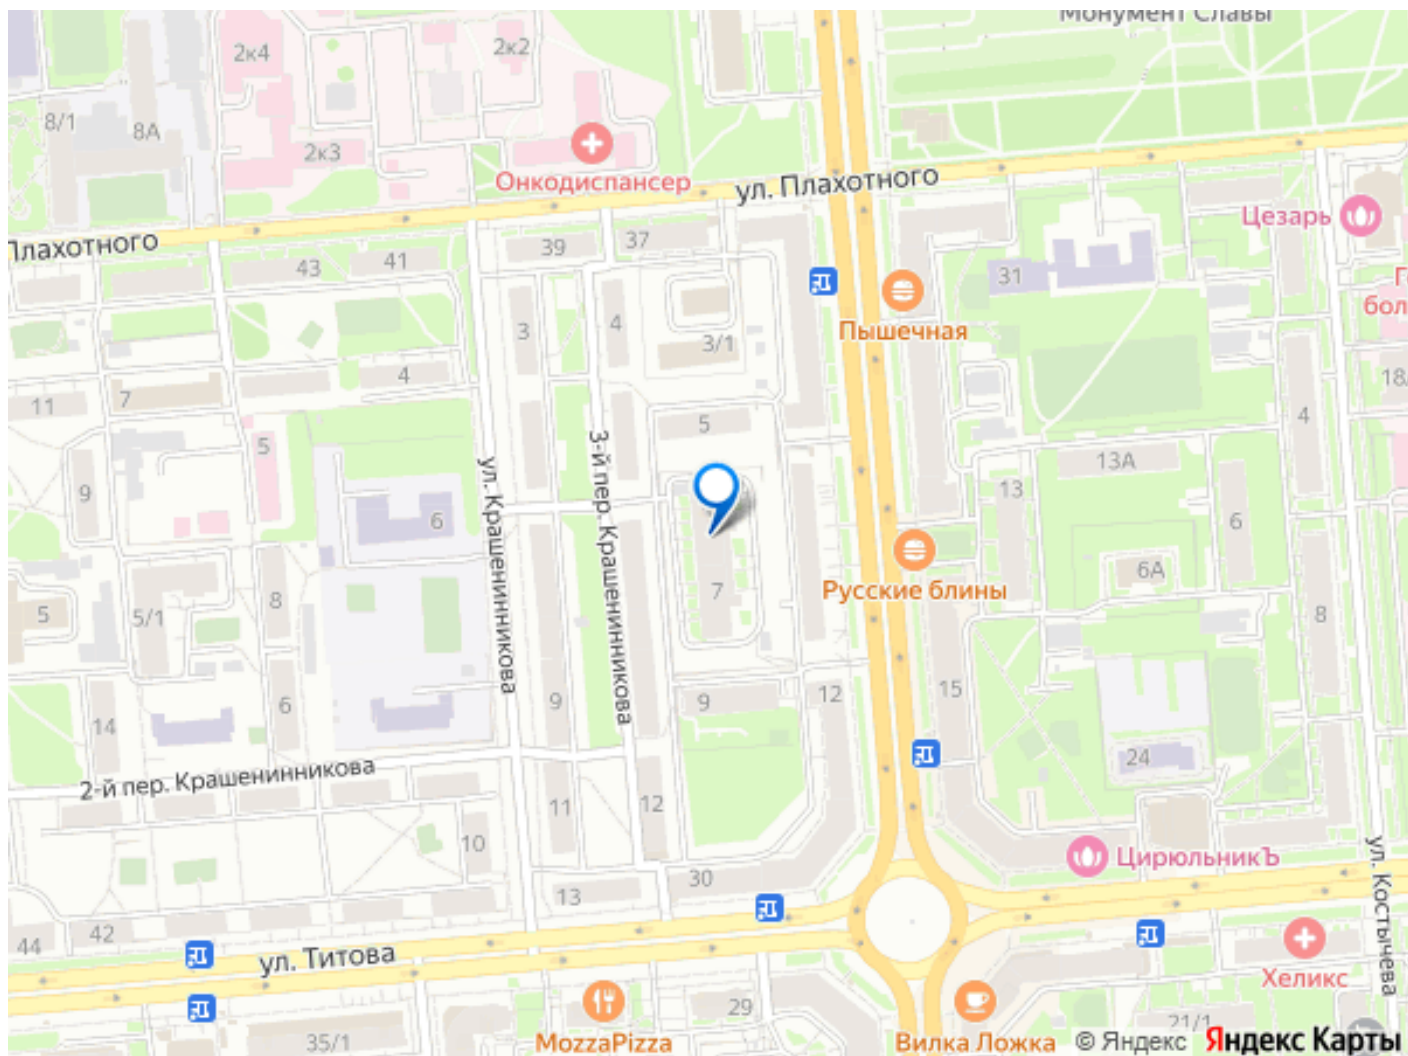 Монумент Славы
2к4
2к2
8/1
8А
2к3
Онкодиспансер
ул. Плахотного
Плахотного
Цезарь
43
41
39
37
31
Пышечная
3
4
3/1
18
11
7
4
5
4
5
13А
9
6
13
6
3-й пер. Крашенинникова
ул. Крашенинникова
Русские блины
6А
5
5/1
8
7
8
14
6
9
9
12
15
24
2-й пер. Крашенинникова
11
12
10
30
13
ЦирюльникЪ
ул. Костычева
44
42
ул. Титова
Хеликс
29
21/1
35/1
MozzaPizza
Вилка Ложка
© Яндекс Яндекс Карты